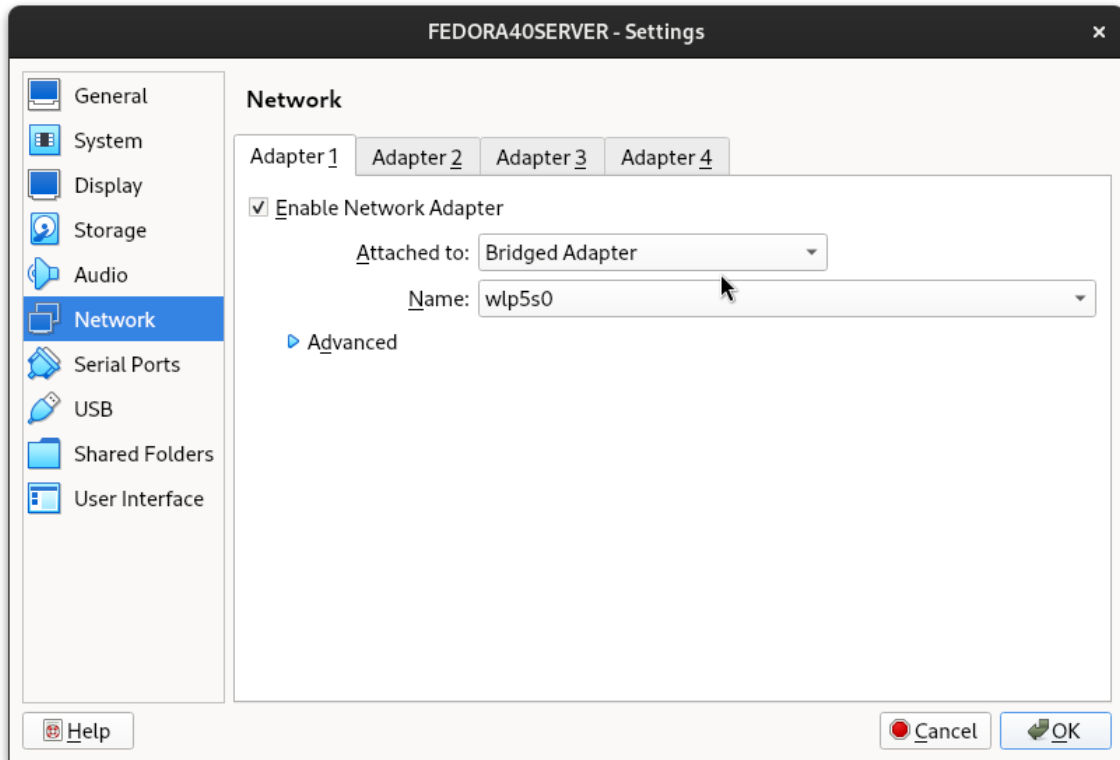 FEDORA40SERVER - Settings
×
General
System
Display
Storage
Audio
Network
Serial Ports
USB
Shared Folders
User Interface
Network
Adapter 1
Adapter 2
Adapter 3
Adapter 4
Enable Network Adapter
Attached to: Bridged Adapter
Name: wlp5s0
Advanced
Help
Cancel
OK